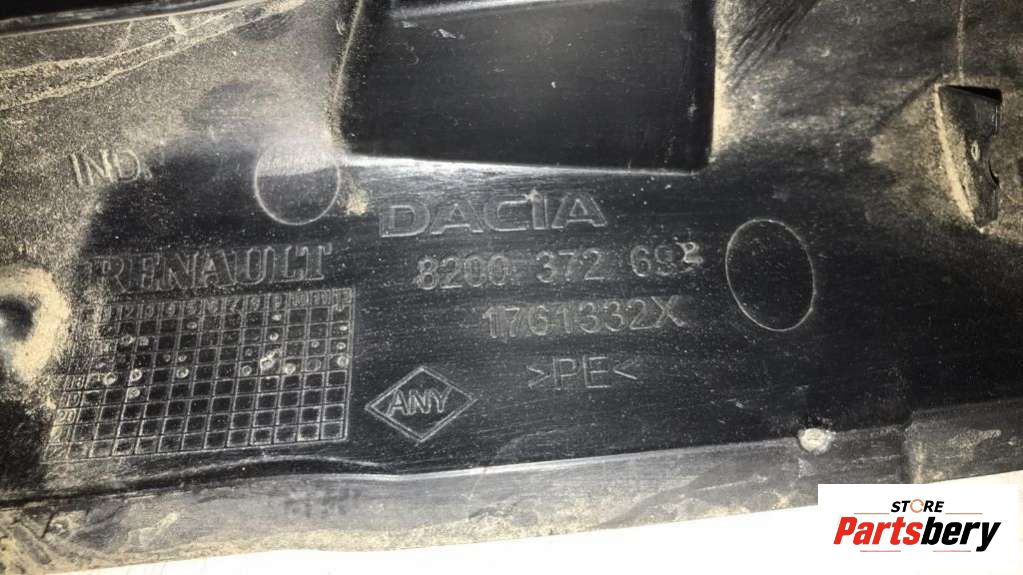 IND.
DACIA
RENAULT
8200 372 69
1761332X
>PE<
ANY
STORE
Partsbery